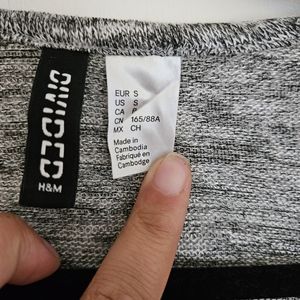 DIVIDED
H&M
EUR S
US S
CA P
CN 165/88A
MX CH
Made in
Cambodia
Fabriqué en
Cambodge